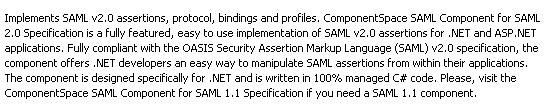 Implements SAML v2.0 assertions, protocol, bindings and profiles. ComponentSpace SAML Component for SAML
2.0 Specification is a fully featured, easy to use implementation of SAML v2.0 assertions for .NET and ASP.NET
applications. Fully compliant with the OASIS Security Assertion Markup Language (SAML) v2.0 specification, the
component offers .NET developers an easy way to manipulate SAML assertions from within their applications.
The component is designed specifically for .NET and is written in 100% managed C# code. Please, visit the
ComponentSpace SAML Component for SAML 1.1 Specification if you need a SAML 1.1 component.